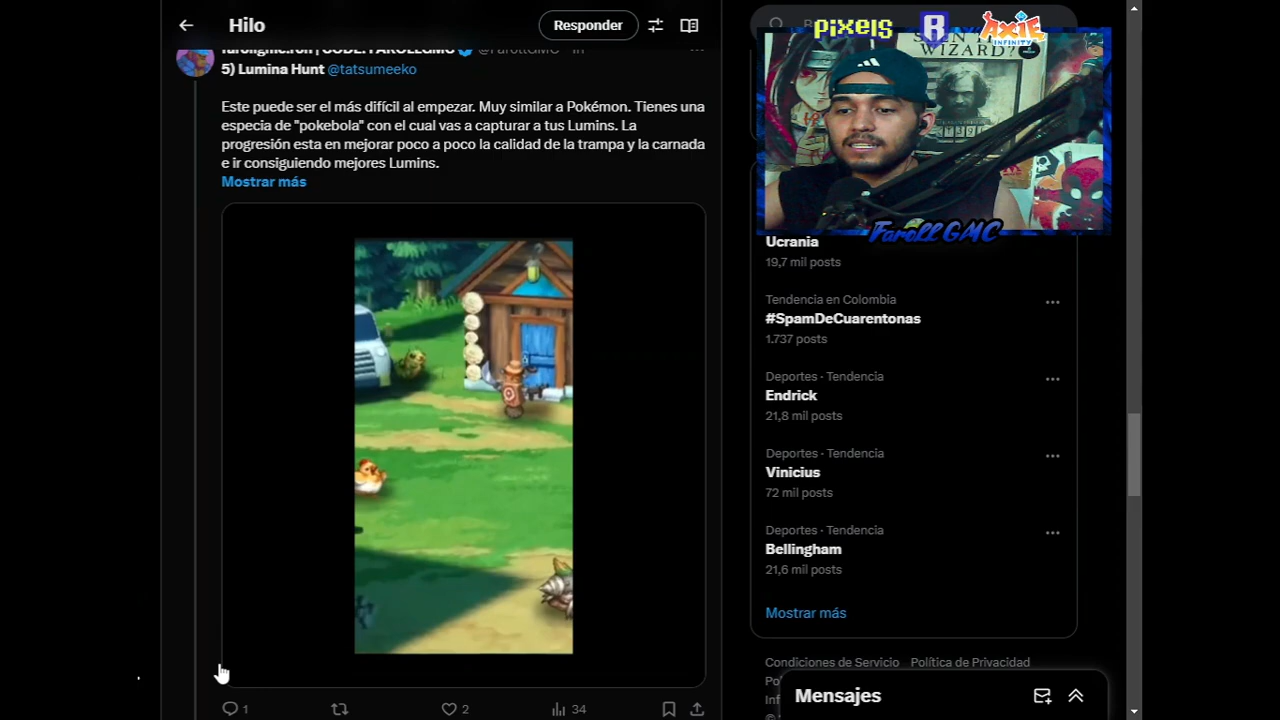 Hilo
Responder
farollgmc.ron | CODE: FAROLLGMC @FarollGMC · 1h
5) Lumina Hunt @tatsumeeko
Este puede ser el más difícil al empezar. Muy similar a Pokémon. Tienes una
especie de "pokebola" con el cual vas a capturar a tus Lumins. La
progresión esta en mejorar poco a poco la calidad de la trampa y la carnada
e ir consiguiendo mejores Lumins.
Mostrar más
1
2
34
pixels
R
AXIE
INFINITY
WIZARD?
FarollGMC
Ucrania
19,7 mil posts
Tendencia en Colombia
#SpamDeCuarentonas
1.737 posts
Deportes · Tendencia
Endrick
21,8 mil posts
Deportes · Tendencia
Vinicius
72 mil posts
Deportes · Tendencia
Bellingham
21,6 mil posts
Mostrar más
Condiciones de Servicio Política de Privacidad
Mensajes